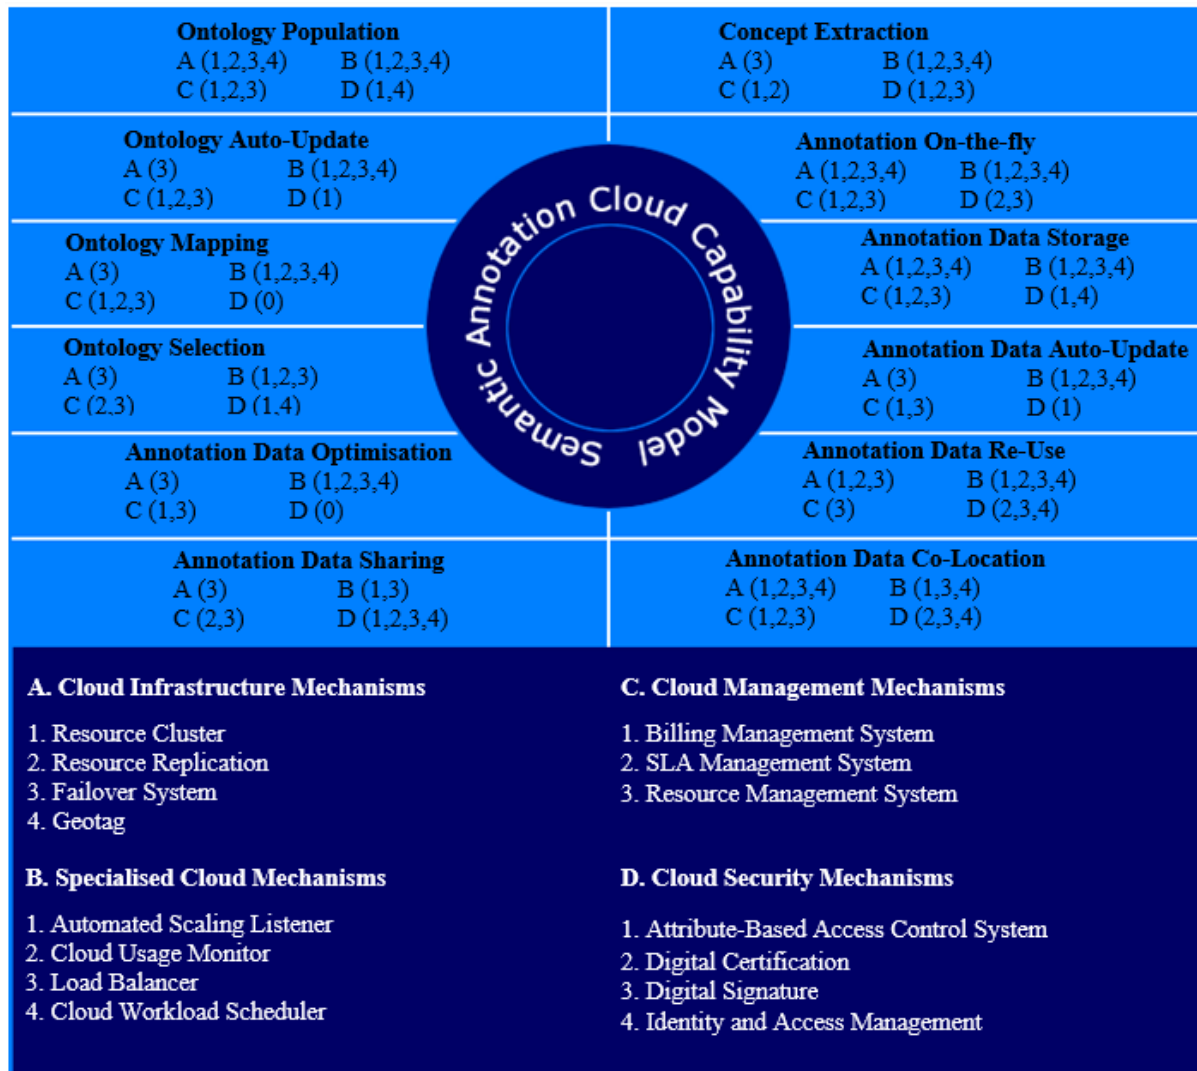 Ontology Population
A (1,2,3,4) B (1,2,3,4)
C (1,2,3) D (1,4)
Concept Extraction
A (3) B (1,2,3,4)
C (1,2) D (1,2,3)
Ontology Auto-Update
A (3) B (1,2,3,4)
C (1,2,3) D (1)
Annotation On-the-fly
A (1,2,3,4) B (1,2,3,4)
C (1,2,3) D (2,3)
Ontology Mapping
A (3) B (1,2,3,4)
C (1,2,3) D (0)
Annotation Data Storage
A (1,2,3,4) B (1,2,3,4)
C (1,2,3) D (1,4)
Ontology Selection
A (3) B (1,2,3)
C (2,3) D (1,4)
Annotation Data Auto-Update
A (3) B (1,2,3,4)
C (1,3) D (1)
Annotation Data Optimisation
A (3) B (1,2,3,4)
C (1,3) D (0)
Annotation Data Re-Use
A (1,2,3) B (1,2,3,4)
C (3) D (2,3,4)
Annotation Data Sharing
A (3) B (1,3)
C (2,3) D (1,2,3,4)
Annotation Data Co-Location
A (1,2,3,4) B (1,3,4)
C (1,2,3) D (2,3,4)
Semantic Annotation Cloud Capability Model
A. Cloud Infrastructure Mechanisms
1. Resource Cluster
2. Resource Replication
3. Failover System
4. Geotag
B. Specialised Cloud Mechanisms
1. Automated Scaling Listener
2. Cloud Usage Monitor
3. Load Balancer
4. Cloud Workload Scheduler
C. Cloud Management Mechanisms
1. Billing Management System
2. SLA Management System
3. Resource Management System
D. Cloud Security Mechanisms
1. Attribute-Based Access Control System
2. Digital Certification
3. Digital Signature
4. Identity and Access Management